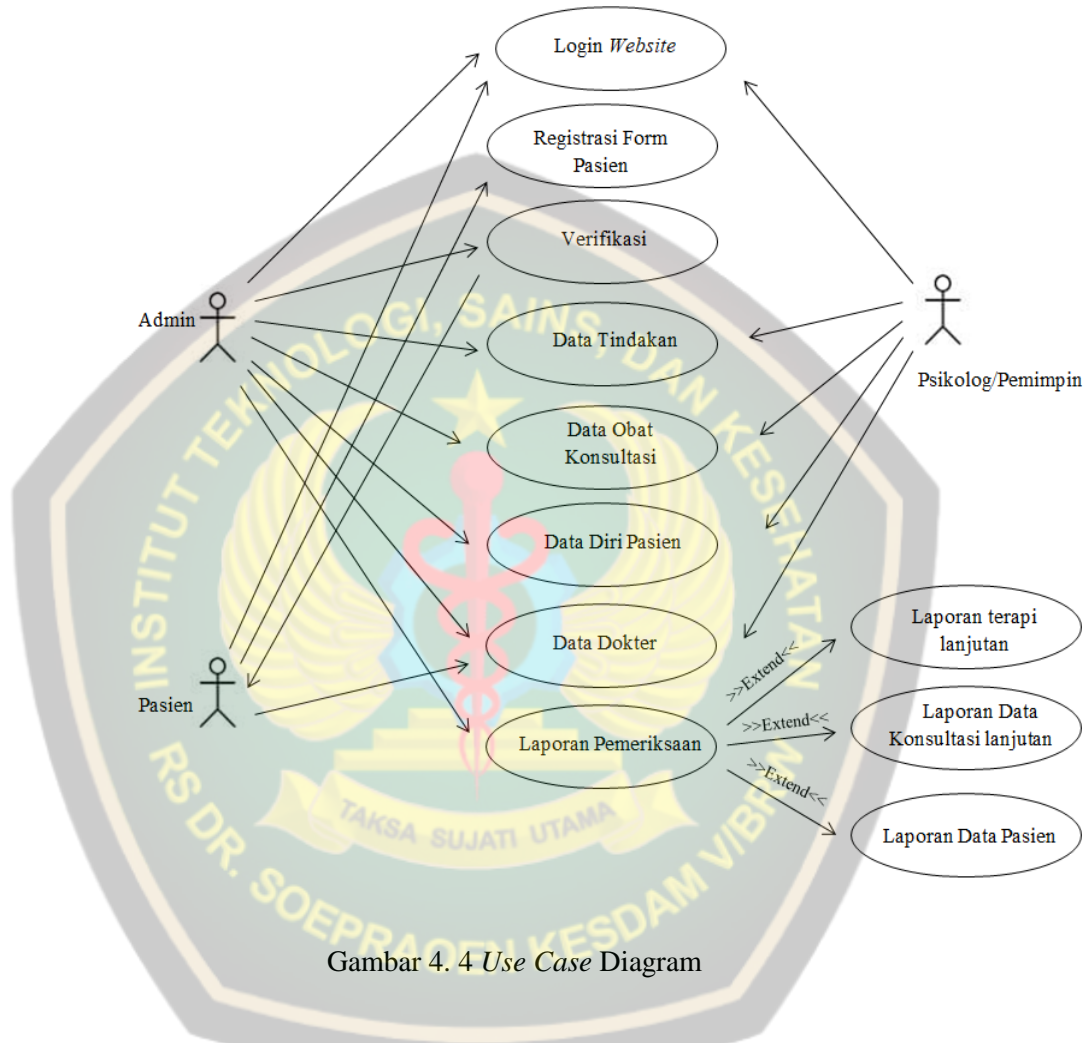 Login Website
Registrasi Form
Pasien
Verifikasi
Admin
Data Tindakan
Psikolog/Pemimpin
Data Obat
Konsultasi
Data Diri Pasien
Data Dokter
Laporan terapi
lanjutan
>>Extend<<
Pasien
Laporan Pemeriksaan
>>Extend<<
Laporan Data
Konsultasi lanjutan
>>Extend<<
Laporan Data Pasien
INSTITUT TEKNOLOGI, SAINS, DAN KESEHATAN
RS DR. SOEPRAOEN KESDAM V/BRW
TAKSA SUJATI UTAMA
Gambar 4. 4 Use Case Diagram